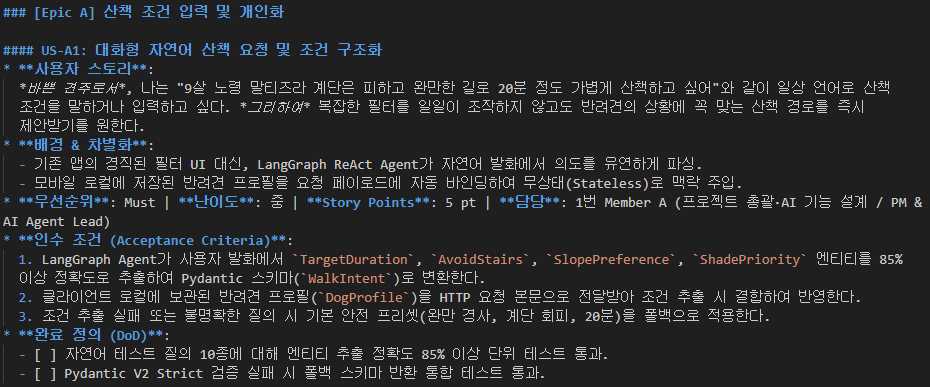 ### [Epic A] 산책 조건 입력 및 개인화
#### US-A1: 대화형 자연어 산책 요청 및 조건 구조화
* **사용자 스토리**:
*바쁜 견주로서*, 나는 "9살 노령 말티즈라 계단은 피하고 완만한 길로 20분 정도 가볍게 산책하고 싶어"와 같이 일상 언어로 산책
조건을 말하거나 입력하고 싶다. *그리하여* 복잡한 필터를 일일이 조작하지 않고도 반려견의 상황에 꼭 맞는 산책 경로를 즉시
제안받기를 원한다.
* **배경 & 차별화**:
- 기존 앱의 경직된 필터 UI 대신, LangGraph ReAct Agent가 자연어 발화에서 의도를 유연하게 파싱.
- 모바일 로컬에 저장된 반려견 프로필을 요청 페이로드에 자동 바인딩하여 무상태(Stateless)로 맥락 주입.
* **우선순위**: Must | **난이도**: 중 | **Story Points**: 5 pt | **담당**: 1번 Member A (프로젝트 총괄·AI 기능 설계 / PM &
AI Agent Lead)
* **인수 조건 (Acceptance Criteria)**:
1. LangGraph Agent가 사용자 발화에서 `TargetDuration`, `AvoidStairs`, `SlopePreference`, `ShadePriority` 엔티티를 85%
이상 정확도로 추출하여 Pydantic 스키마(`WalkIntent`)로 변환한다.
2. 클라이언트 로컬에 보관된 반려견 프로필(`DogProfile`)을 HTTP 요청 본문으로 전달받아 조건 추출 시 결합하여 반영한다.
3. 조건 추출 실패 또는 불명확한 질의 시 기본 안전 프리셋(완만 경사, 계단 회피, 20분)을 폴백으로 적용한다.
* **완료 정의 (DoD)**:
- [ ] 자연어 테스트 질의 10종에 대해 엔티티 추출 정확도 85% 이상 단위 테스트 통과.
- [ ] Pydantic V2 Strict 검증 실패 시 폴백 스키마 반환 통합 테스트 통과.